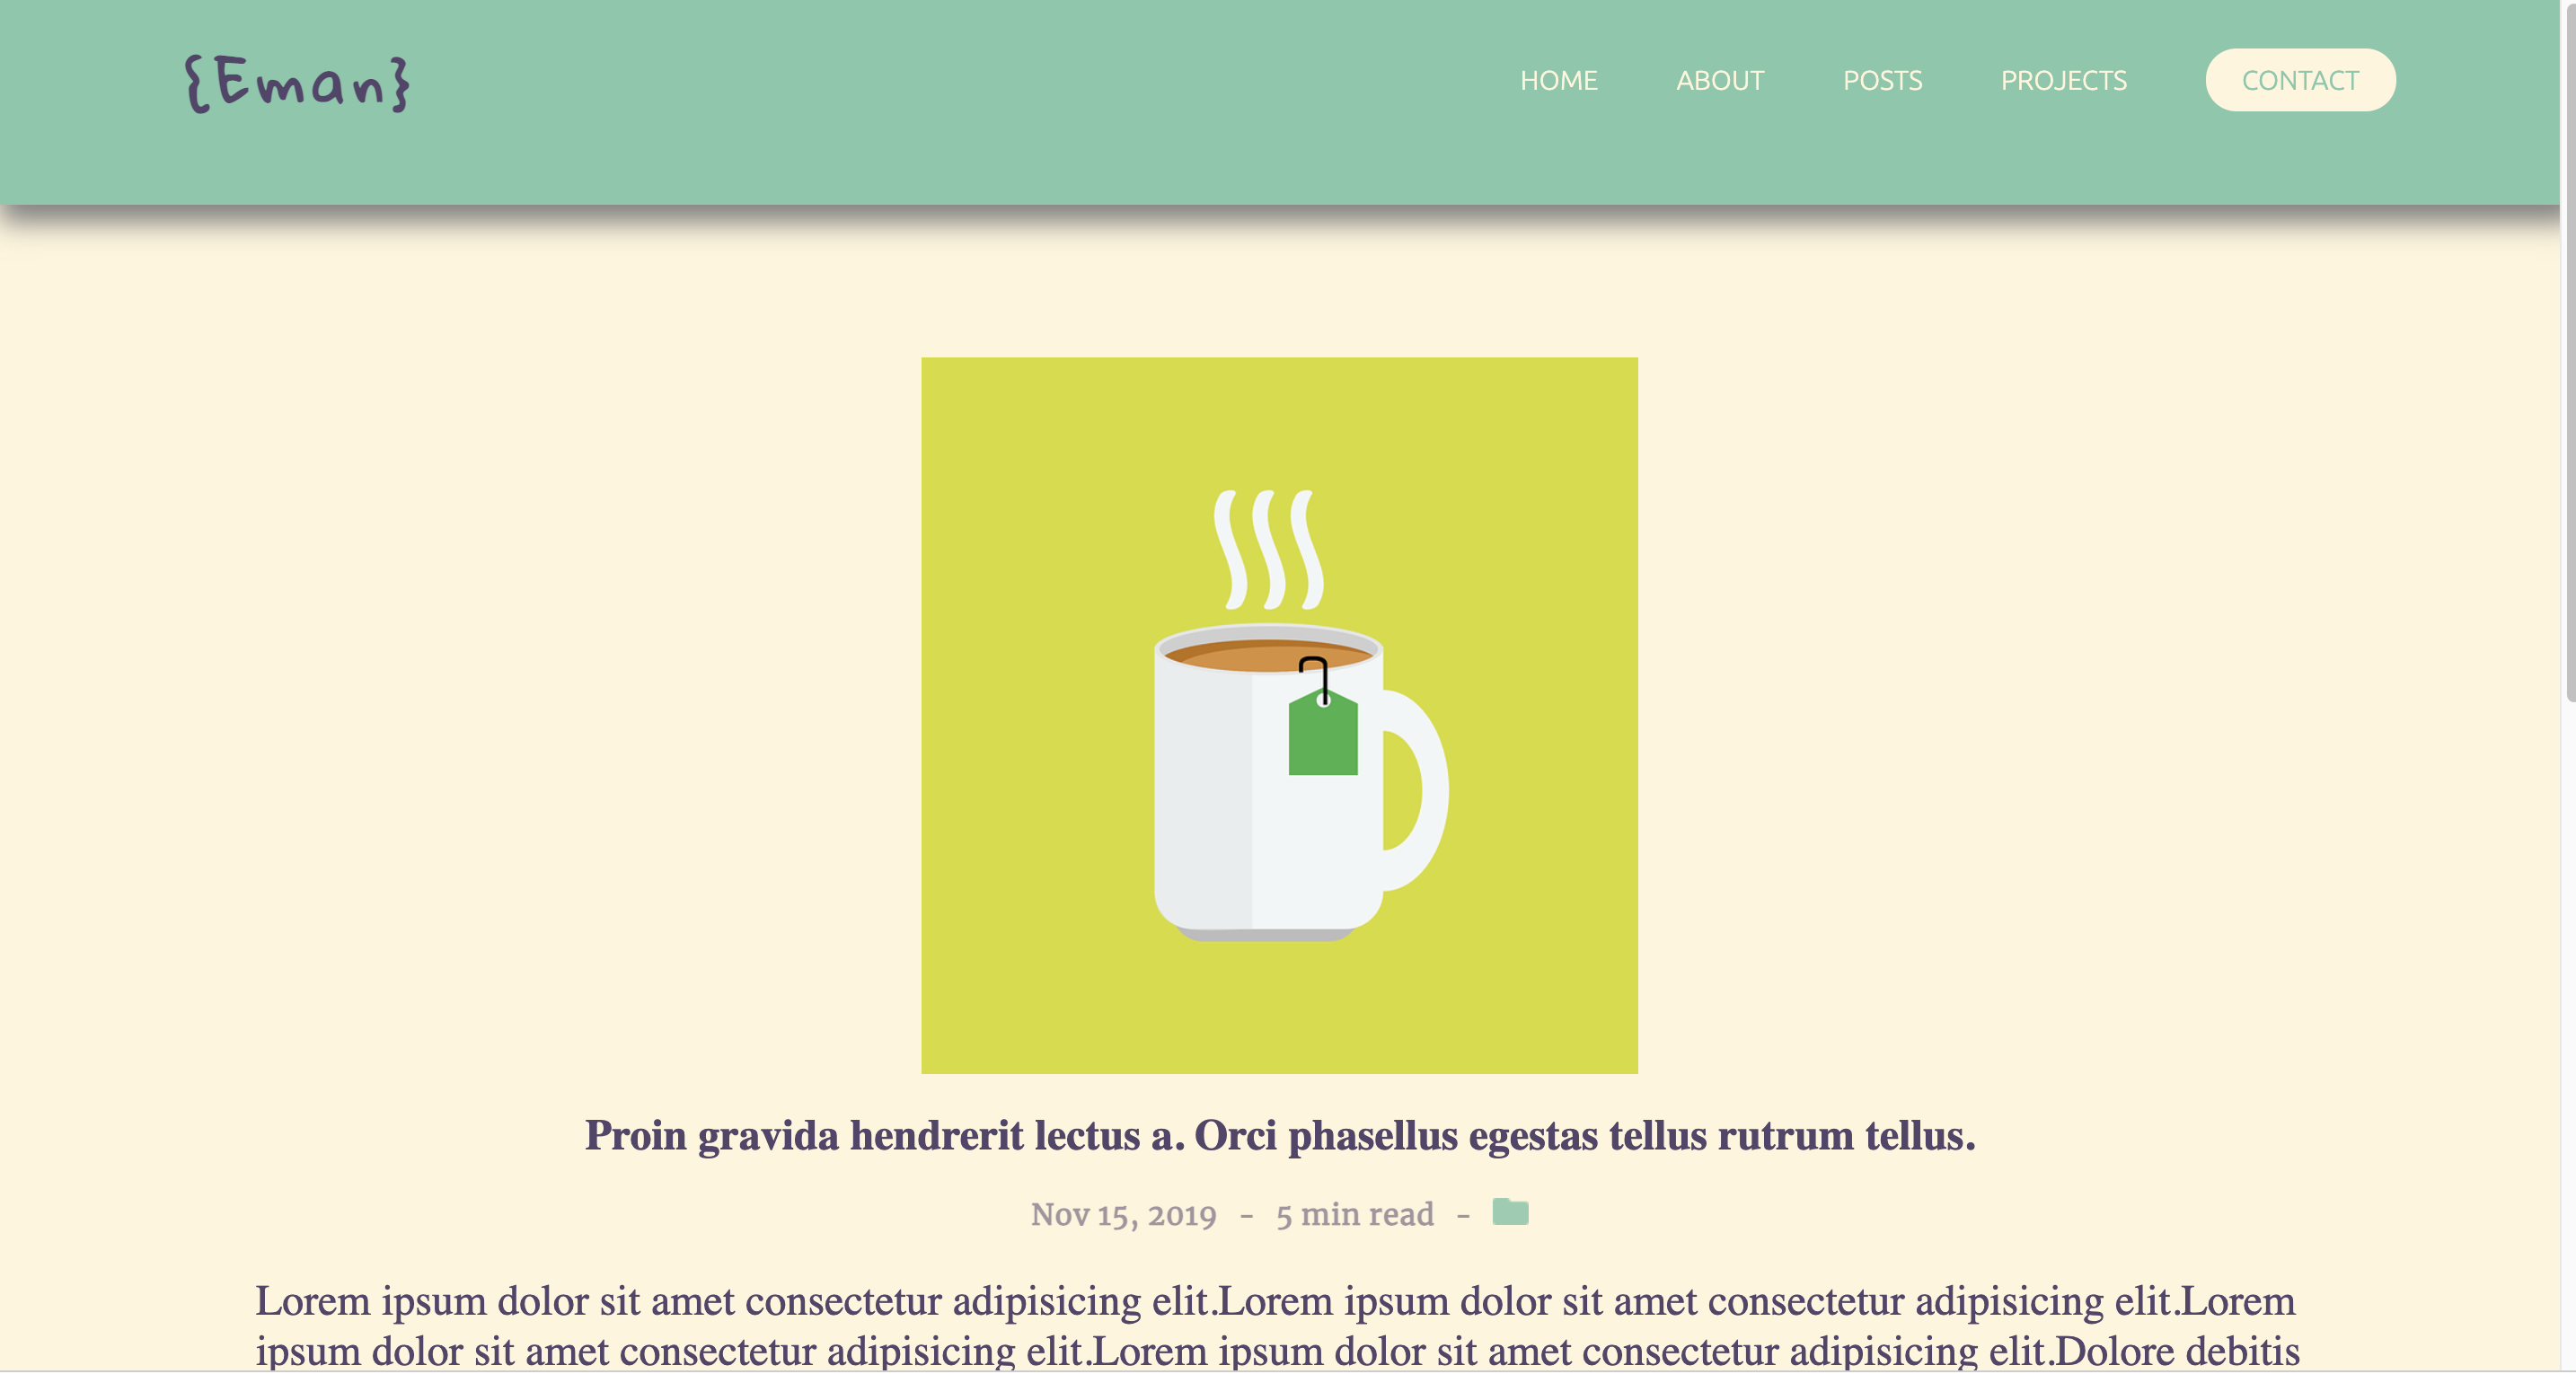 {Eman}
HOME ABOUT POSTS PROJECTS CONTACT
Proin gravida hendrerit lectus a. Orci phasellus egestas tellus rutrum tellus.
Nov 15, 2019 - 5 min read -
Lorem ipsum dolor sit amet consectetur adipisicing elit.Lorem ipsum dolor sit amet consectetur adipisicing elit.Lorem
ipsum dolor sit amet consectetur adipisicing elit.Lorem ipsum dolor sit amet consectetur adipisicing elit.Dolore debitis